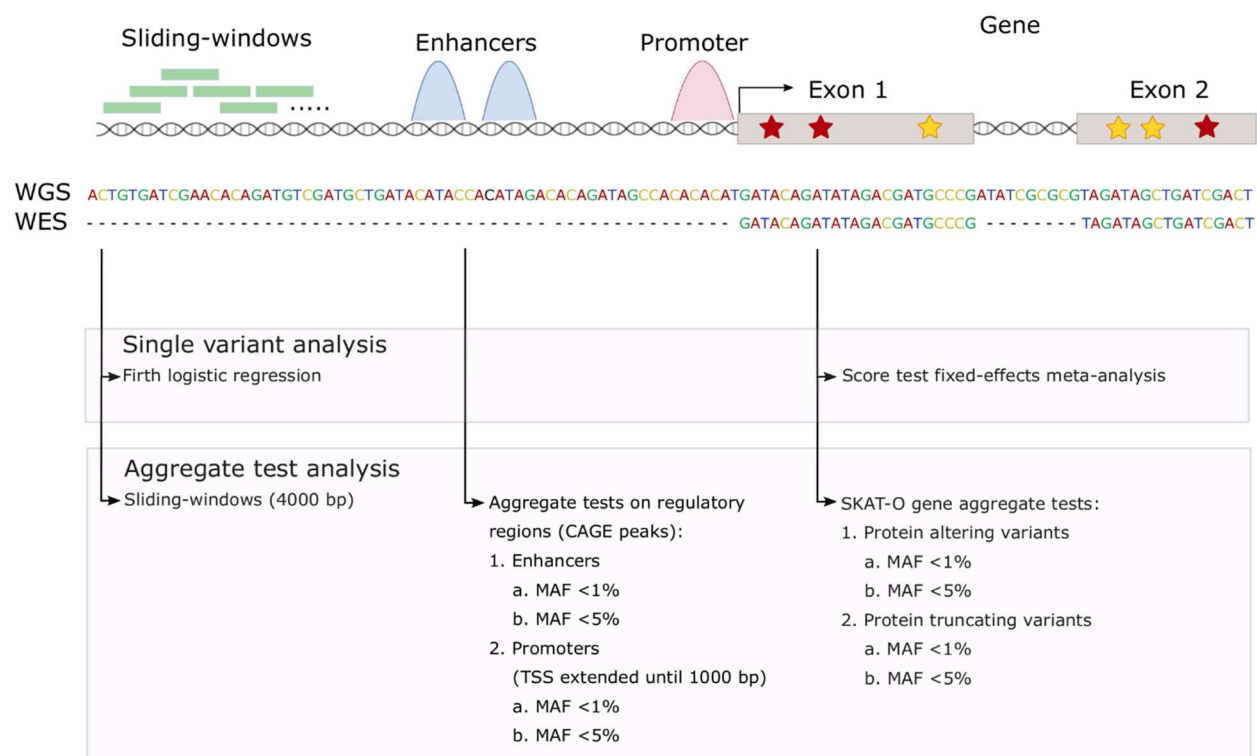 Gene
Sliding-windows
Enhancers
Promoter
.....
Exon 1
Exon 2
WGS ACTGTGATCGAACACAGATGTCGATGCTGATACATACCACATAGACACAGATAGCCACACACATGATACAGATATAGACGATGCCCGATATCGCGCGTAGATAGCTGATCGACT
WES GATACAGATATAGACGATGCCCG - - - - - - - - TAGATAGCTGATCGACT
Single variant analysis
Firth logistic regression
Score test fixed-effects meta-analysis
Aggregate test analysis
Sliding-windows (4000 bp)
Aggregate tests on regulatory
regions (CAGE peaks):
1. Enhancers
a. MAF <1%
b. MAF <5%
2. Promoters
(TSS extended until 1000 bp)
a. MAF <1%
b. MAF <5%
SKAT-O gene aggregate tests:
1. Protein altering variants
a. MAF <1%
b. MAF <5%
2. Protein truncating variants
a. MAF <1%
b. MAF <5%